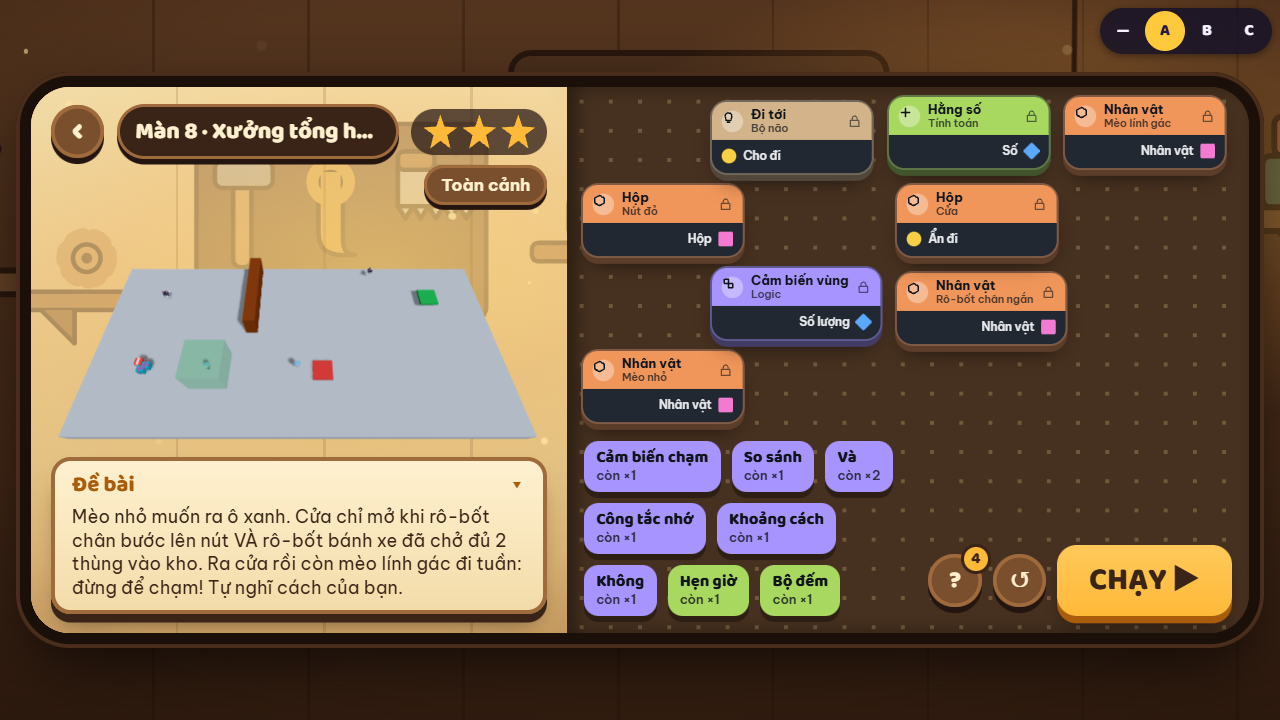 – A B C
Màn 8 · Xưởng tổng h...
Toàn cảnh
Đề bài
Mèo nhỏ muốn ra ô xanh. Cửa chỉ mở khi rô-bốt
chân bước lên nút VÀ rô-bốt bánh xe đã chở đủ 2
thùng vào kho. Ra cửa rồi còn mèo lính gác đi tuần:
đừng để chạm! Tự nghĩ cách của bạn.
Đi tới
Bộ não
Cho đi
Hằng số
Tính toán
Số
Nhân vật
Mèo lính gác
Nhân vật
Hộp
Nút đỏ
Hộp
Hộp
Cửa
Ẩn đi
Cảm biến vùng
Logic
Số lượng
Nhân vật
Rô-bốt chân ngắn
Nhân vật
Nhân vật
Mèo nhỏ
Nhân vật
Cảm biến chạm
còn ×1
So sánh
còn ×1
Và
còn ×2
Công tắc nhớ
còn ×1
Khoảng cách
còn ×1
Không
còn ×1
Hẹn giờ
còn ×1
Bộ đếm
còn ×1
?
4
CHẠY